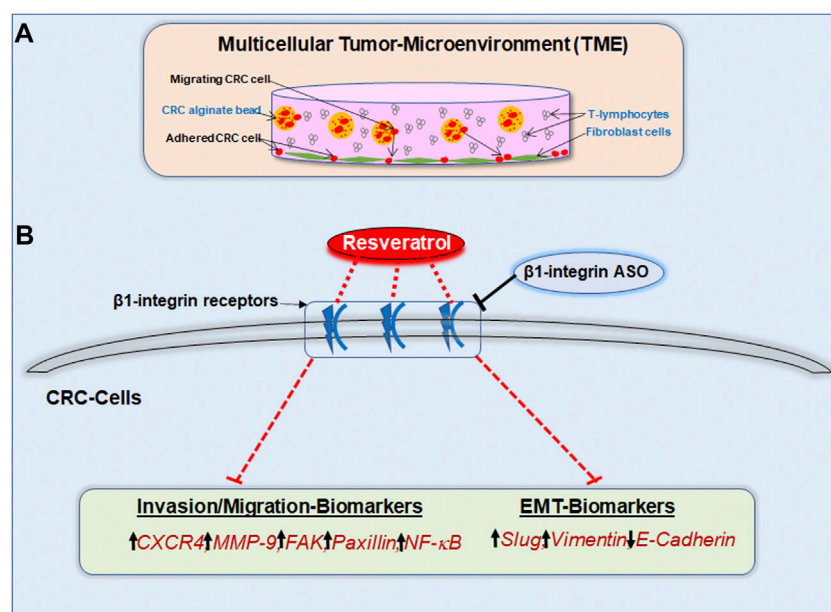 A
Multicellular Tumor-Microenvironment (TME)
Migrating CRC cell
CRC alginate bead
Adhered CRC cell
T-lymphocytes
Fibroblast cells
B
Resveratrol
β1-integrin ASO
β1-integrin receptors
CRC-Cells
Invasion/Migration-Biomarkers
↑CXCR4,↑MMP-9,↑FAK,↑Paxillin,↑NF-κB
EMT-Biomarkers
↑Slug,↑Vimentin,↓E-Cadherin